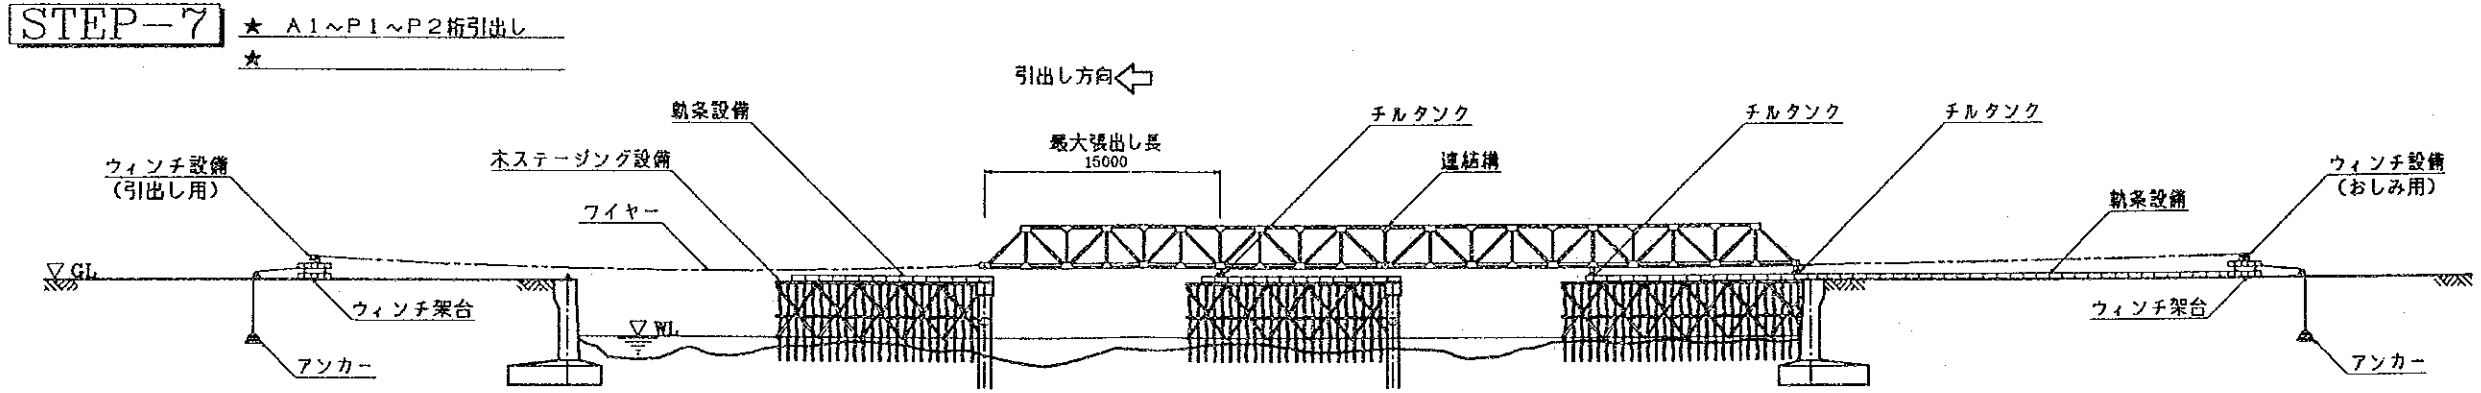 STEP-7
★ A1~P1~P2桁引出し
★
引出し方向
軌条設備
最大張出し長
15000
チルタンク
チルタンク
チルタンク
ウィンチ設備
(引出し用)
木ステージング設備
連結構
ウィンチ設備
(おしみ用)
ワイヤー
軌条設備
▽ GL
ウィンチ架台
▽ WL
ウィンチ架台
アンカー
アンカー